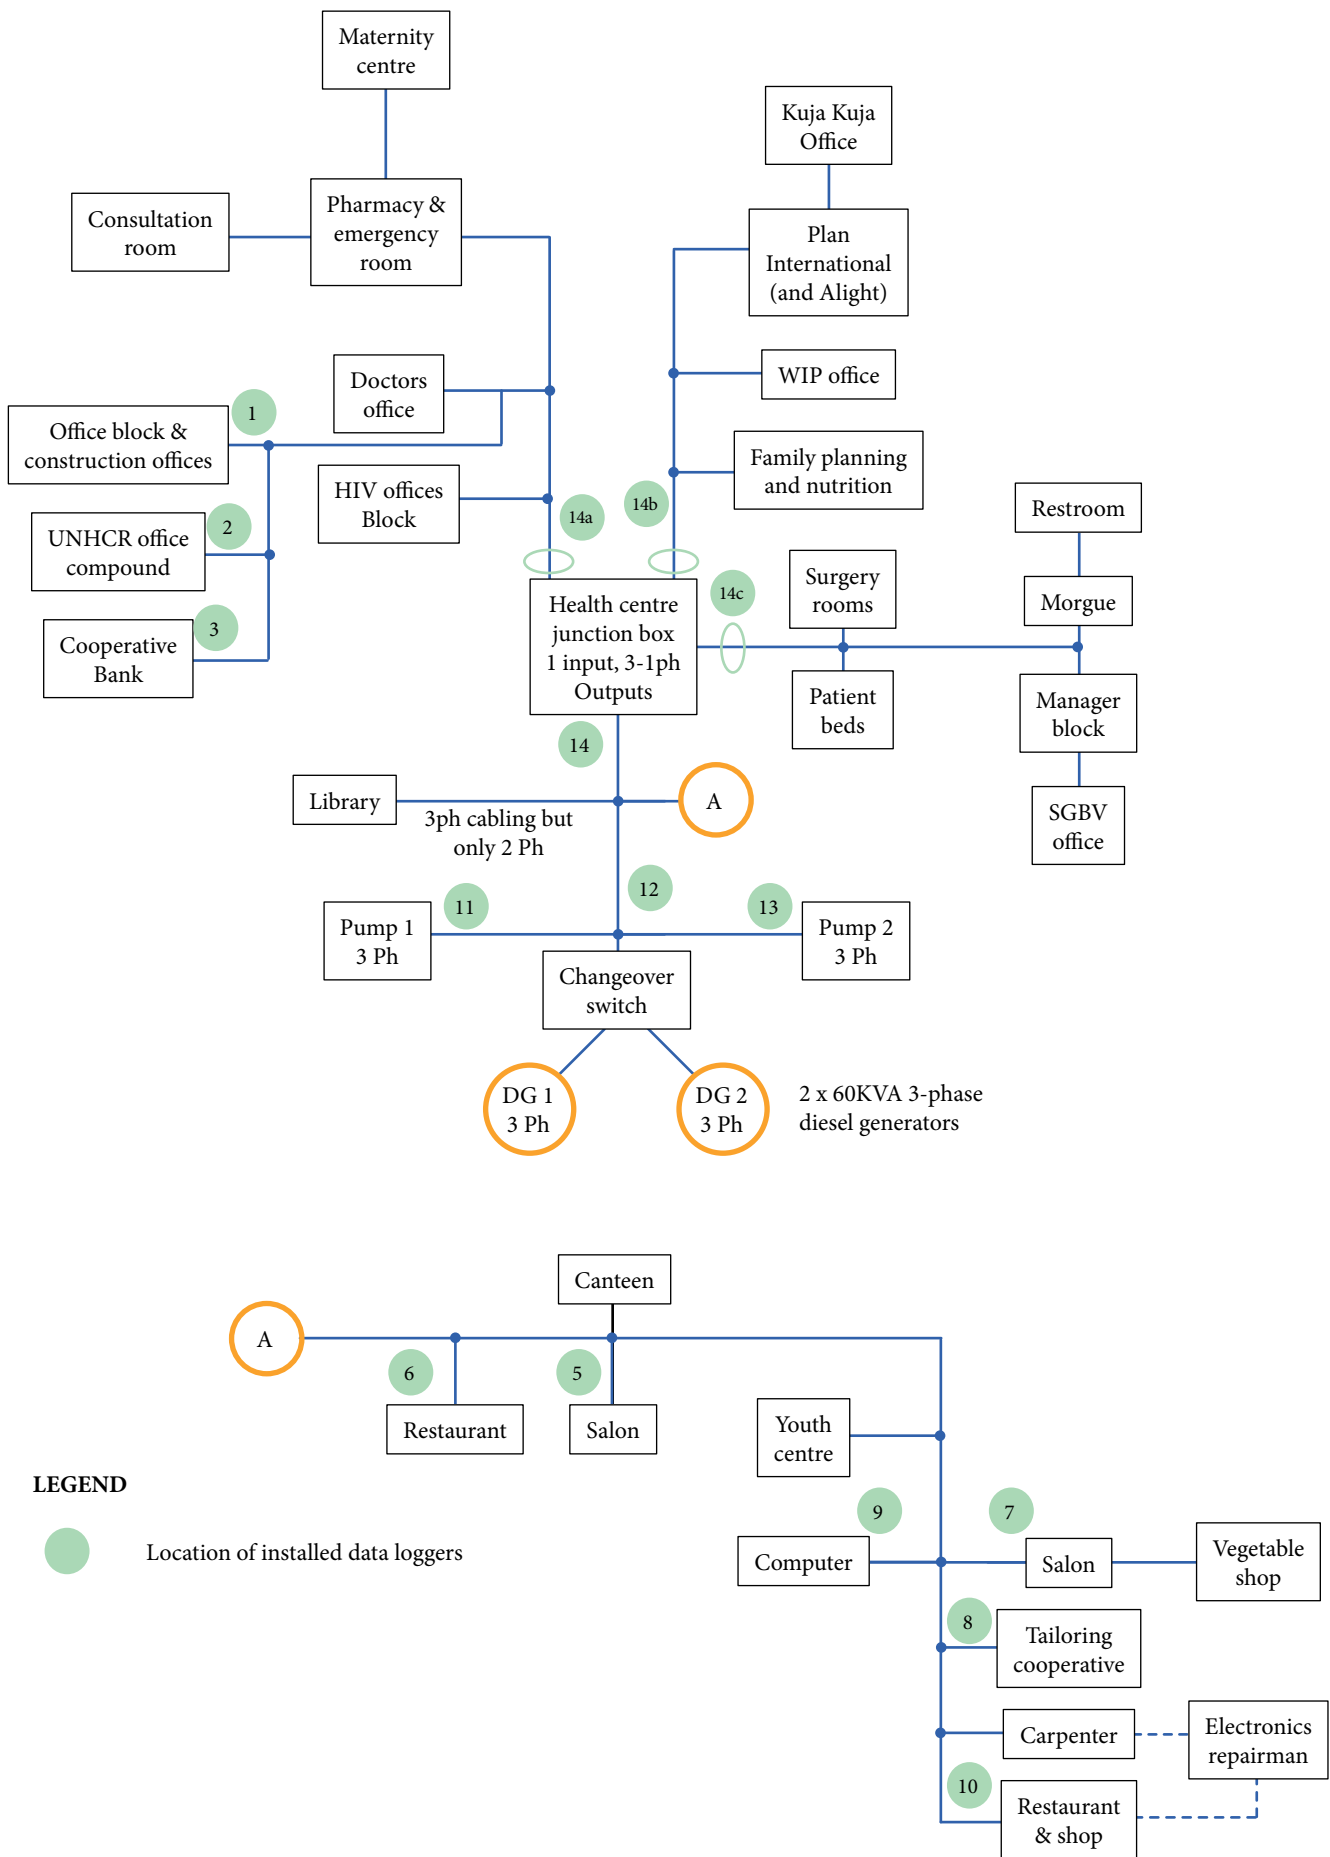 Maternity
centre
Kuja Kuja
Office
Consultation
room
Pharmacy &
emergency
room
Plan
International
(and Alight)
Doctors
office
WIP office
1
Office block &
construction offices
Family planning
and nutrition
HIV offices
Block
14a
14b
Restroom
2
UNHCR office
compound
Surgery
rooms
14c
Morgue
Health centre
junction box
1 input, 3-1ph
Outputs
3
Cooperative
Bank
Patient
beds
Manager
block
14
Library
3ph cabling but
only 2 Ph
A
SGBV
office
12
11
13
Pump 1
3 Ph
Pump 2
3 Ph
Changeover
switch
DG 1
3 Ph
DG 2
3 Ph
2 x 60KVA 3-phase
diesel generators
Canteen
A
6
5
Restaurant
Salon
Youth
centre
LEGEND
Location of installed data loggers
9
7
Computer
Salon
Vegetable
shop
8
Tailoring
cooperative
Carpenter
Electronics
repairman
10
Restaurant
& shop